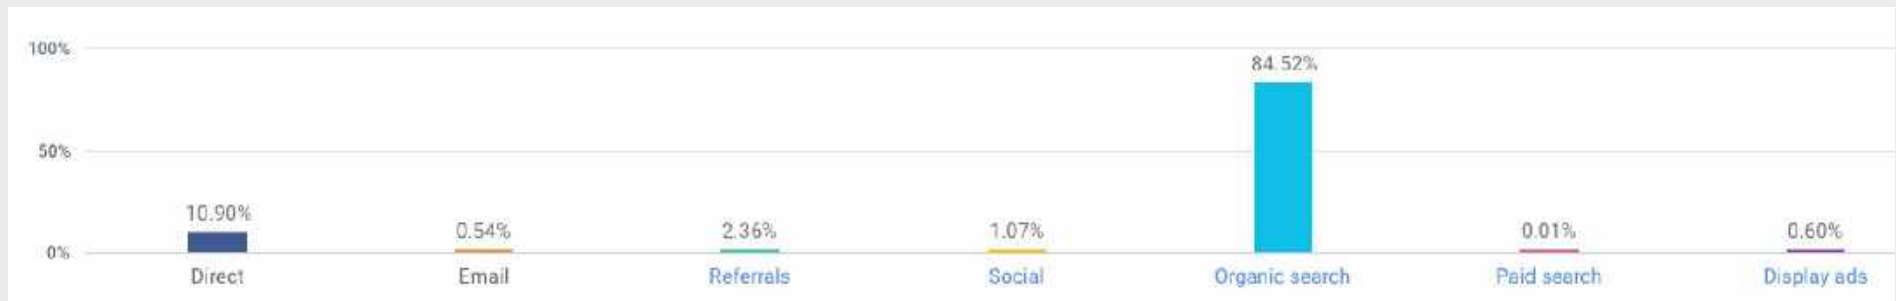 100%
84.52%
50%
10.90%
0.54%
2.36%
1.07%
0.01%
0.60%
0%
Direct
Email
Referrals
Social
Organic search
Paid search
Display ads